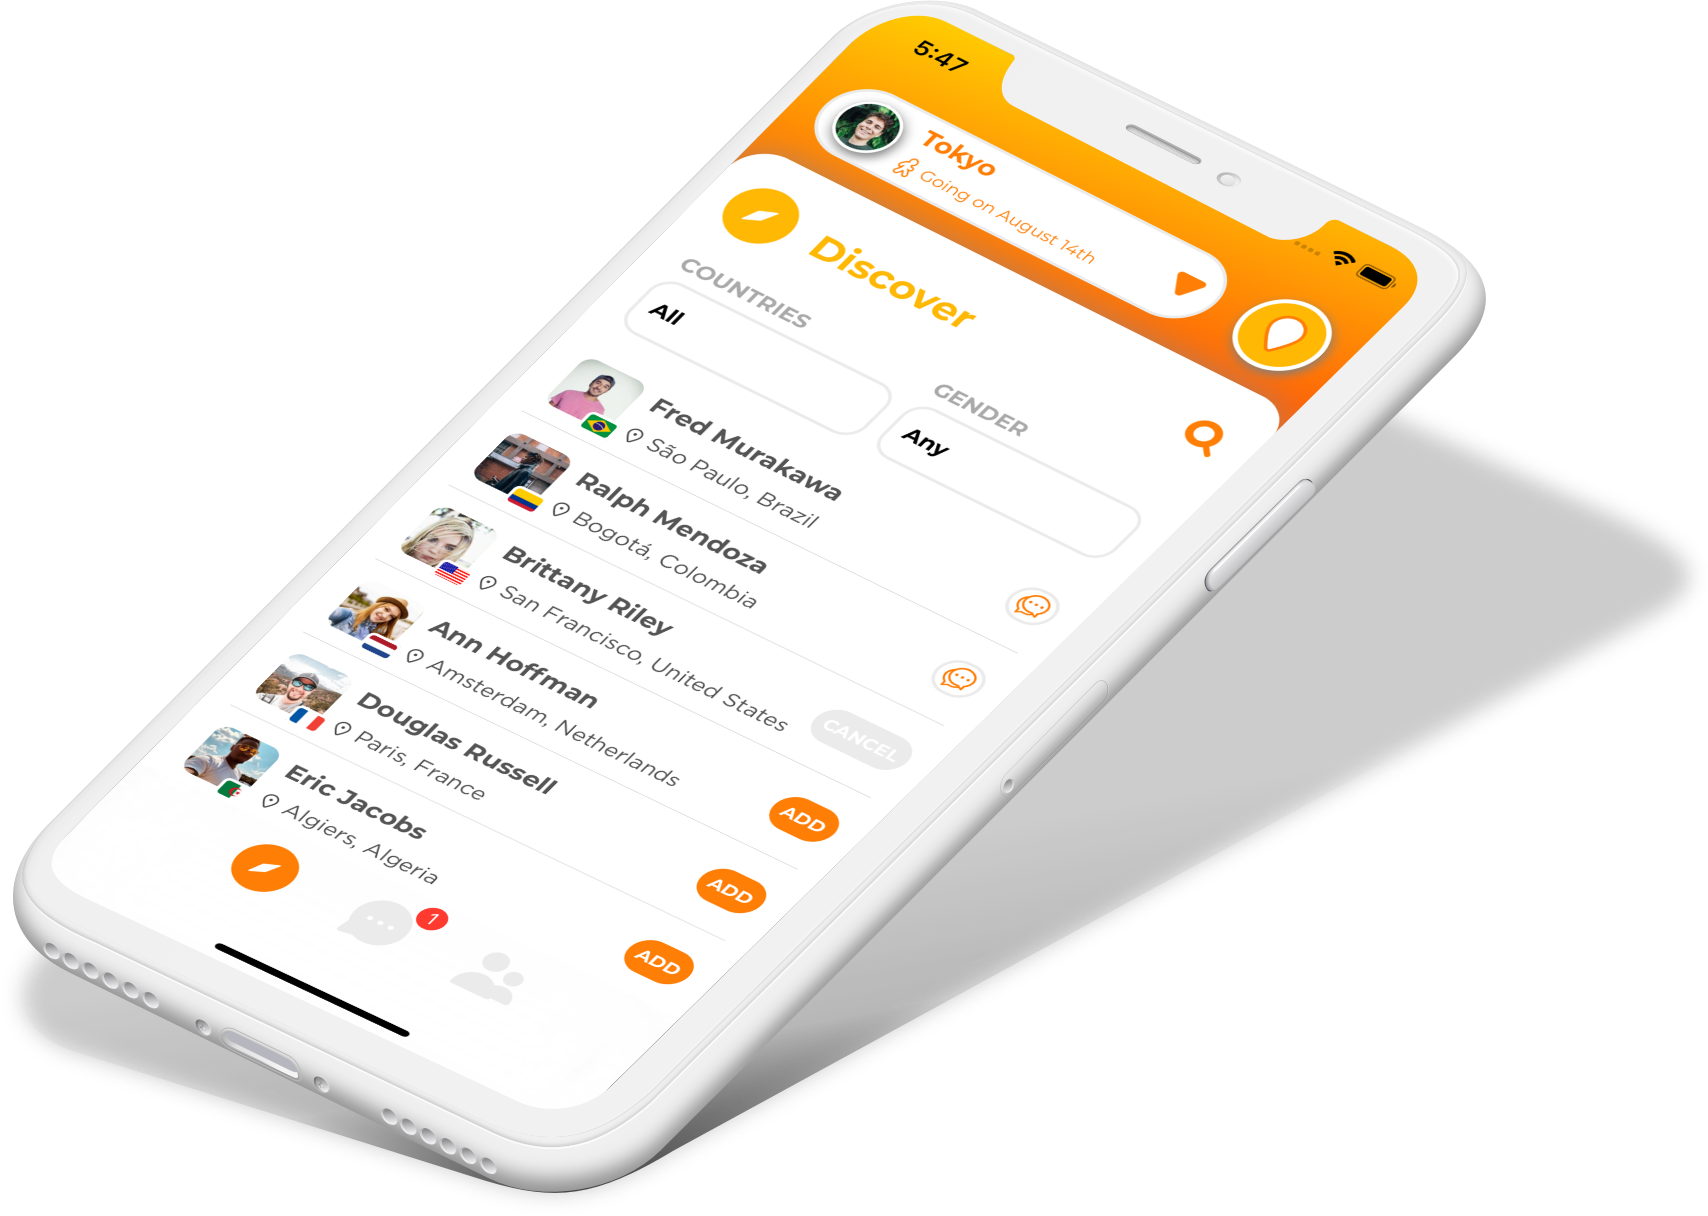 5:47
Tokyo
Going on August 14th
Discover
COUNTRIES
All
GENDER
Any
Fred Murakawa
São Paulo, Brazil
Ralph Mendoza
Bogotá, Colombia
Brittany Riley
San Francisco, United States
CANCEL
Ann Hoffman
Amsterdam, Netherlands
ADD
Douglas Russell
Paris, France
ADD
Eric Jacobs
Algiers, Algeria
ADD
1